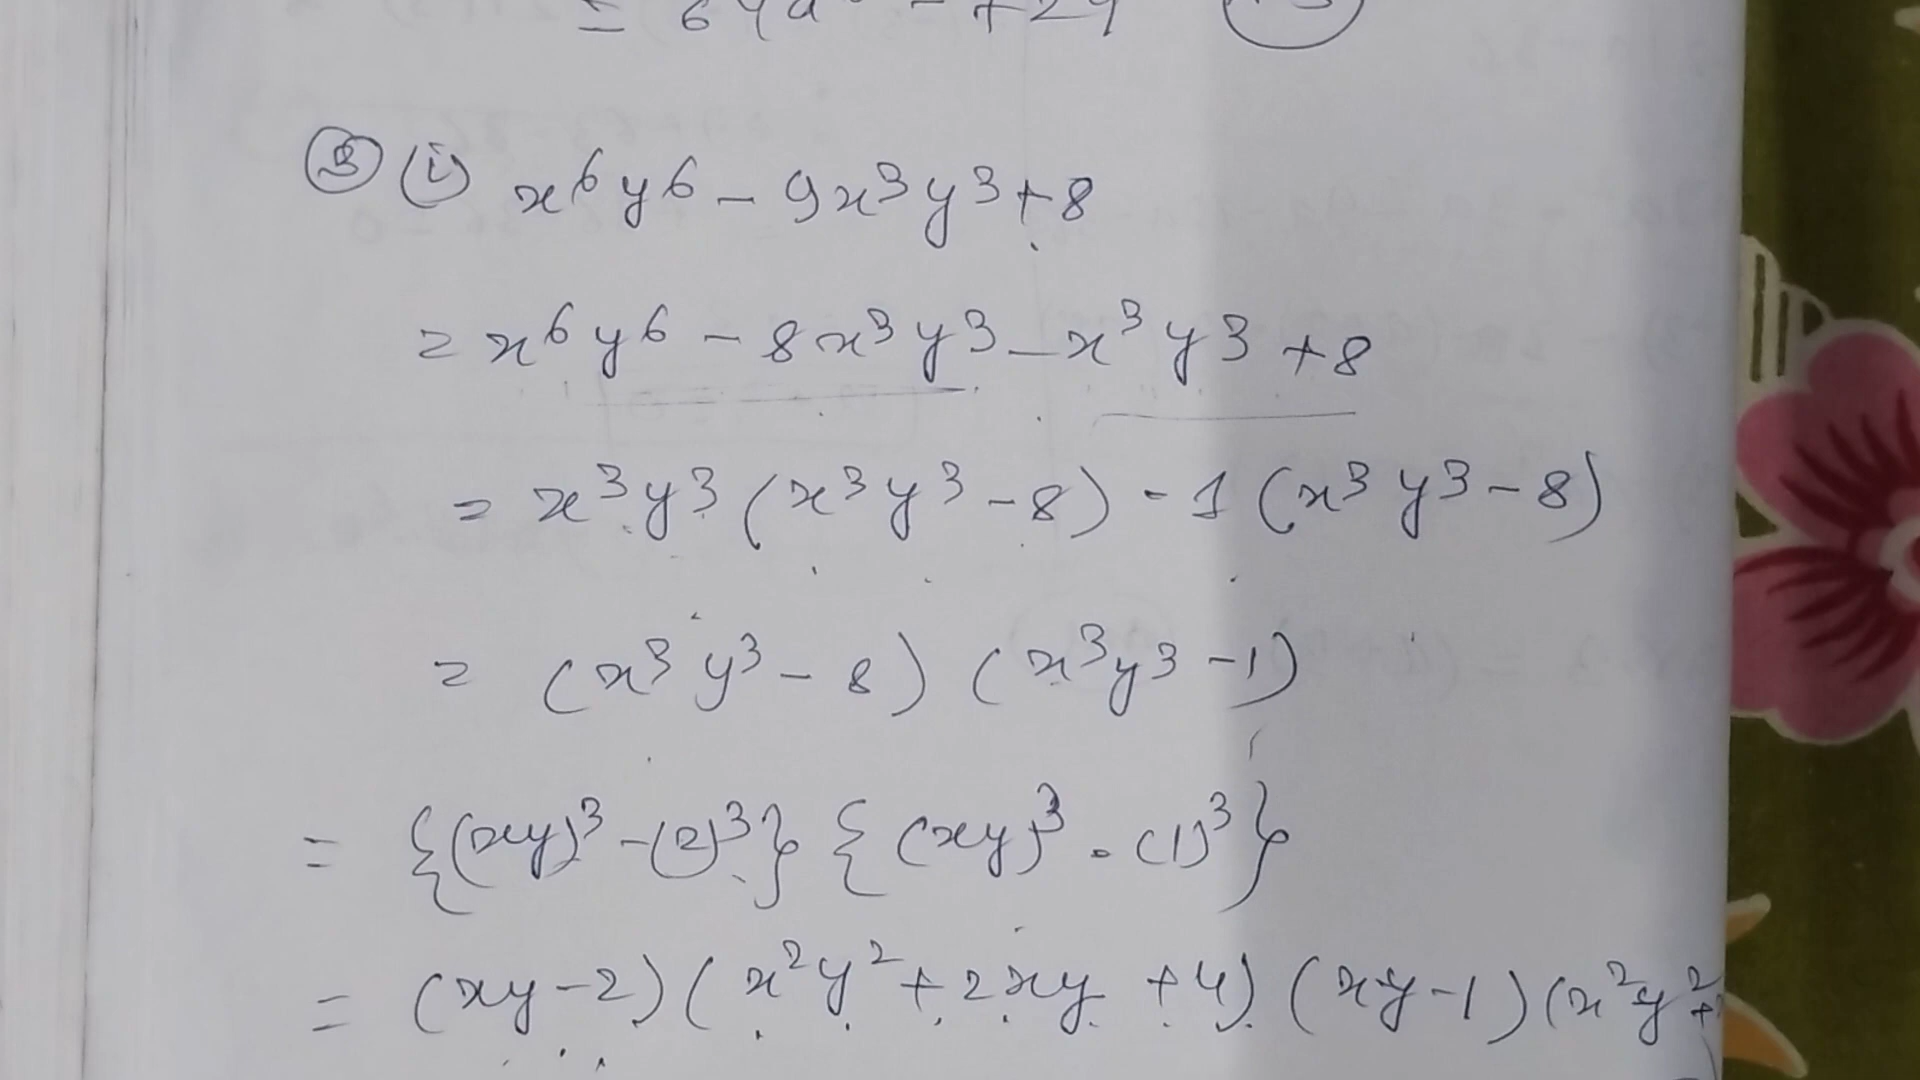 = 64a
③ (i) x⁶y⁶ - 9x³y³+8
= x⁶y⁶ - 8x³y³ - x³y³ +8
= x³y³ (x³y³ -8) - 1 (x³y³-8)
= (x³y³ - 8) (x³y³ -1)
= {(xy)³ -(2)³} {(xy)³ - (1)³}
= (xy-2)(x²y²+2xy +4) (xy-1) (x²y²+